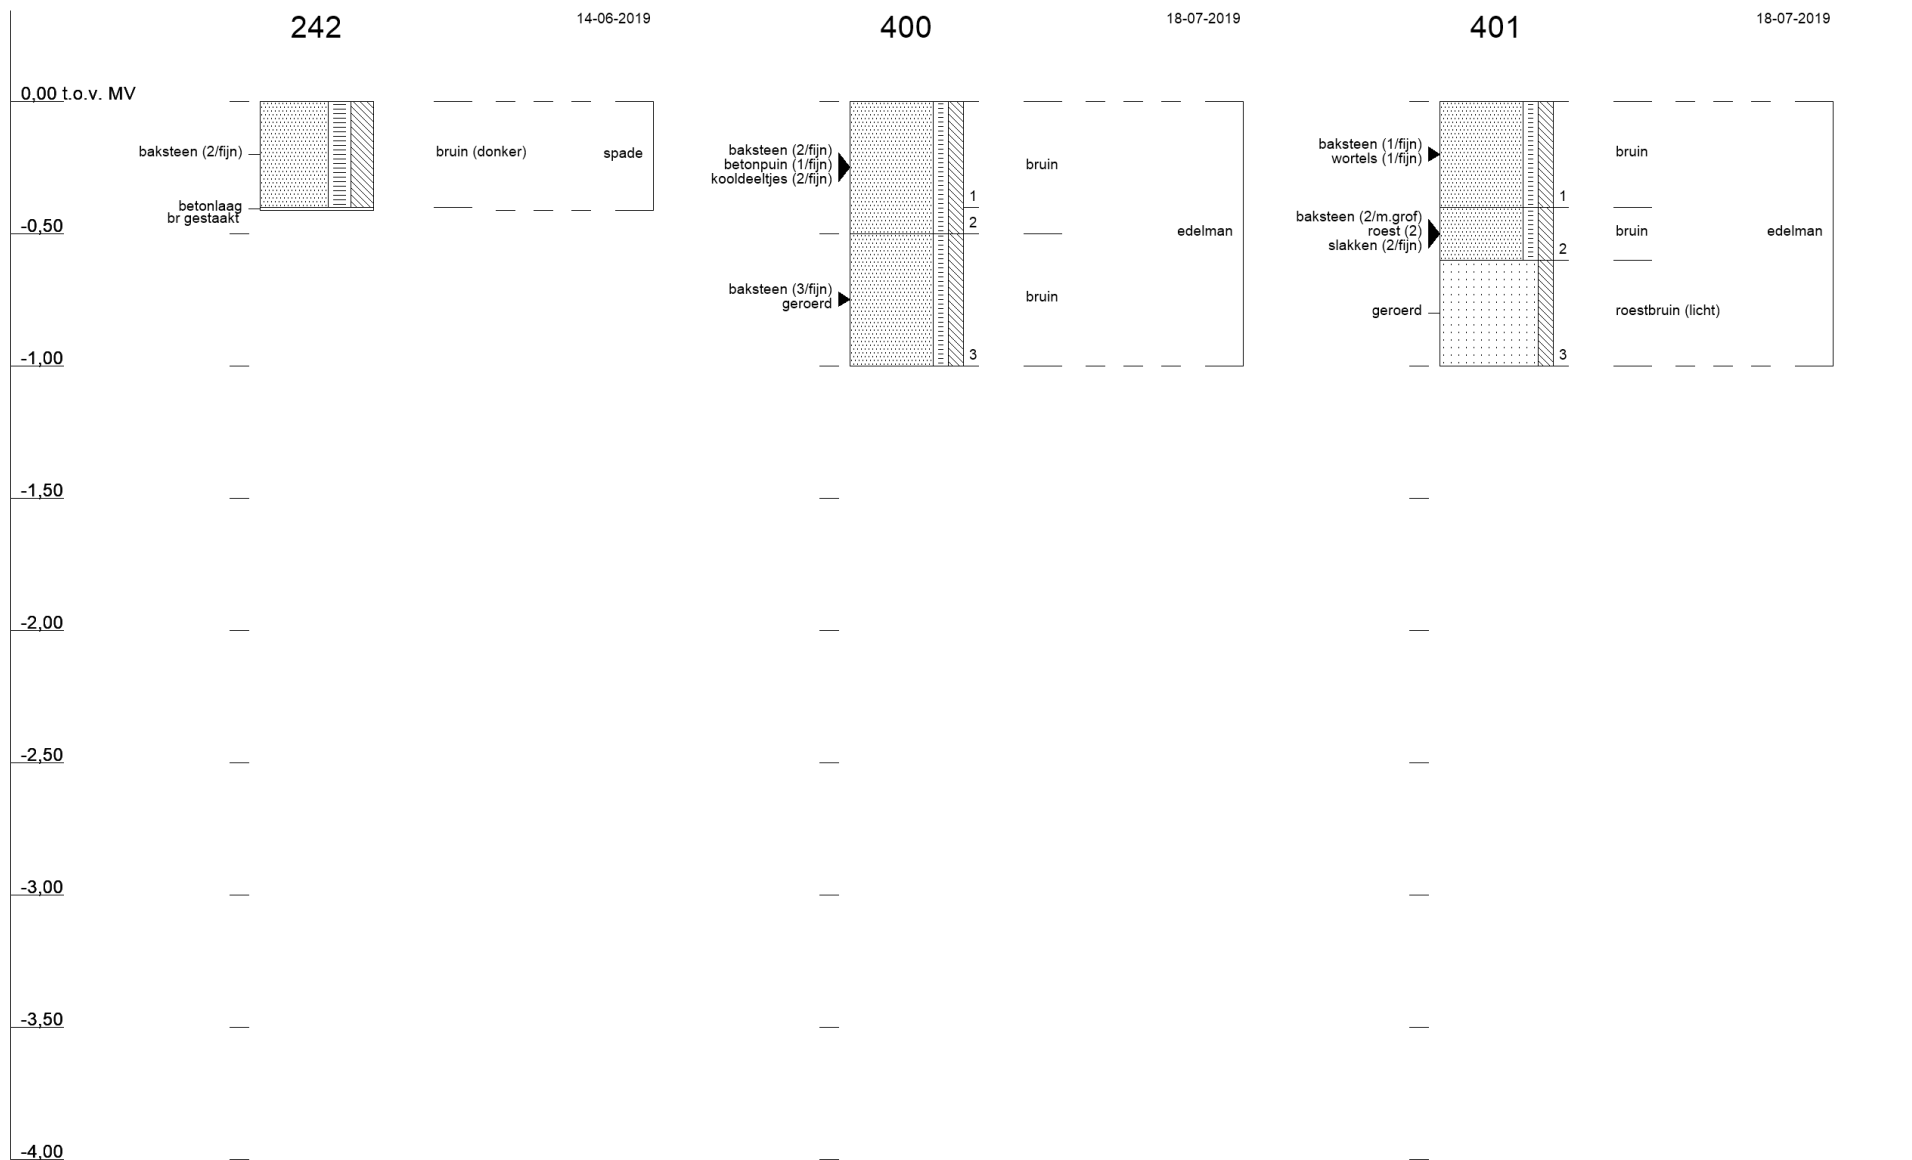 242
14-06-2019
400
18-07-2019
401
18-07-2019
0,00 t.o.v. MV
baksteen (2/fijn)
bruin (donker)
spade
betonlaag
br gestaakt
baksteen (2/fijn)
betonpuin (1/fijn)
kooldeeltjes (2/fijn)
bruin
1
2
edelman
baksteen (3/fijn)
geroerd
bruin
3
baksteen (1/fijn)
wortels (1/fijn)
bruin
1
baksteen (2/m.grof)
roest (2)
slakken (2/fijn)
bruin
2
edelman
geroerd
roestbruin (licht)
3
-0,50
-1,00
-1,50
-2,00
-2,50
-3,00
-3,50
-4,00